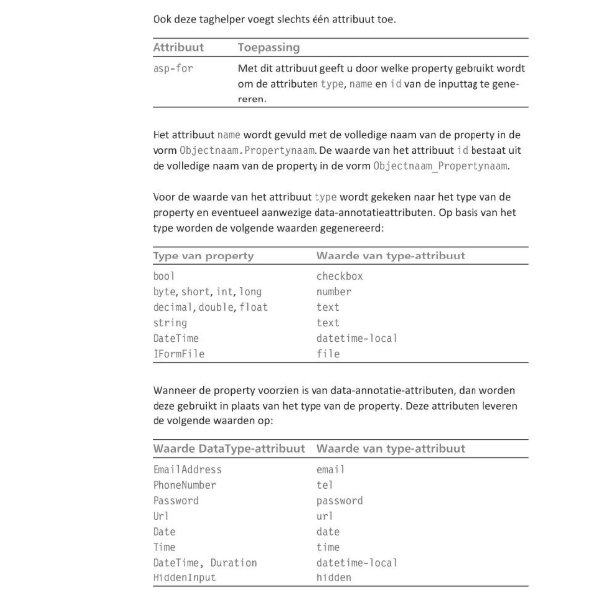 Ook deze taghelper voegt slechts één attribuut toe.
Attribuut Toepassing
asp-for Met dit attribuut geeft u door welke property gebruikt wordt
om de attributen type, name en id van de inputtag te gene-
reren.
Het attribuut name wordt gevuld met de volledige naam van de property in de
vorm Objectnaam.Propertynaam. De waarde van het attribuut id bestaat uit
de volledige naam van de property in de vorm Objectnaam_Propertynaam.
Voor de waarde van het attribuut type wordt gekeken naar het type van de
property en eventueel aanwezige data-annotatieattributen. Op basis van het
type worden de volgende waarden gegenereerd:
Type van property Waarde van type-attribuut
bool checkbox
byte, short, int, long number
decimal, double, float text
string text
DateTime datetime-local
IFormFile file
Wanneer de property voorzien is van data-annotatie-attributen, dan worden
deze gebruikt in plaats van het type van de property. Deze attributen leveren
de volgende waarden op:
Waarde DataType-attribuut Waarde van type-attribuut
EmailAddress email
PhoneNumber tel
Password password
Url url
Date date
Time time
DateTime, Duration datetime-local
HiddenInput hidden